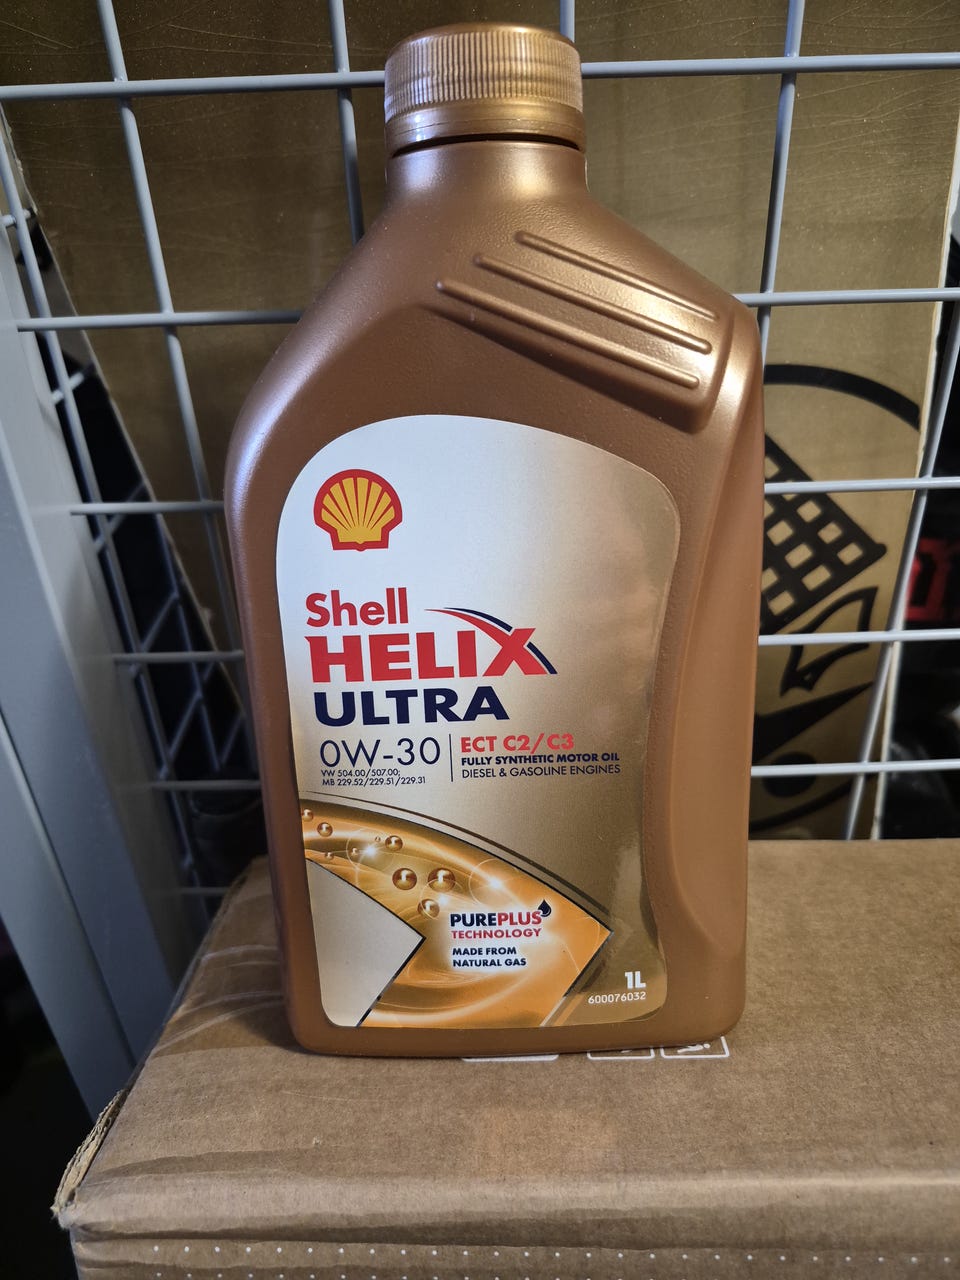 Shell
HELIX
ULTRA
0W-30
VW 504.00/507.00;
MB 229.52/229.51/229.31
ECT C2/C3
FULLY SYNTHETIC MOTOR OIL
DIESEL & GASOLINE ENGINES
PUREPLUS
TECHNOLOGY
MADE FROM
NATURAL GAS
1L
600076032